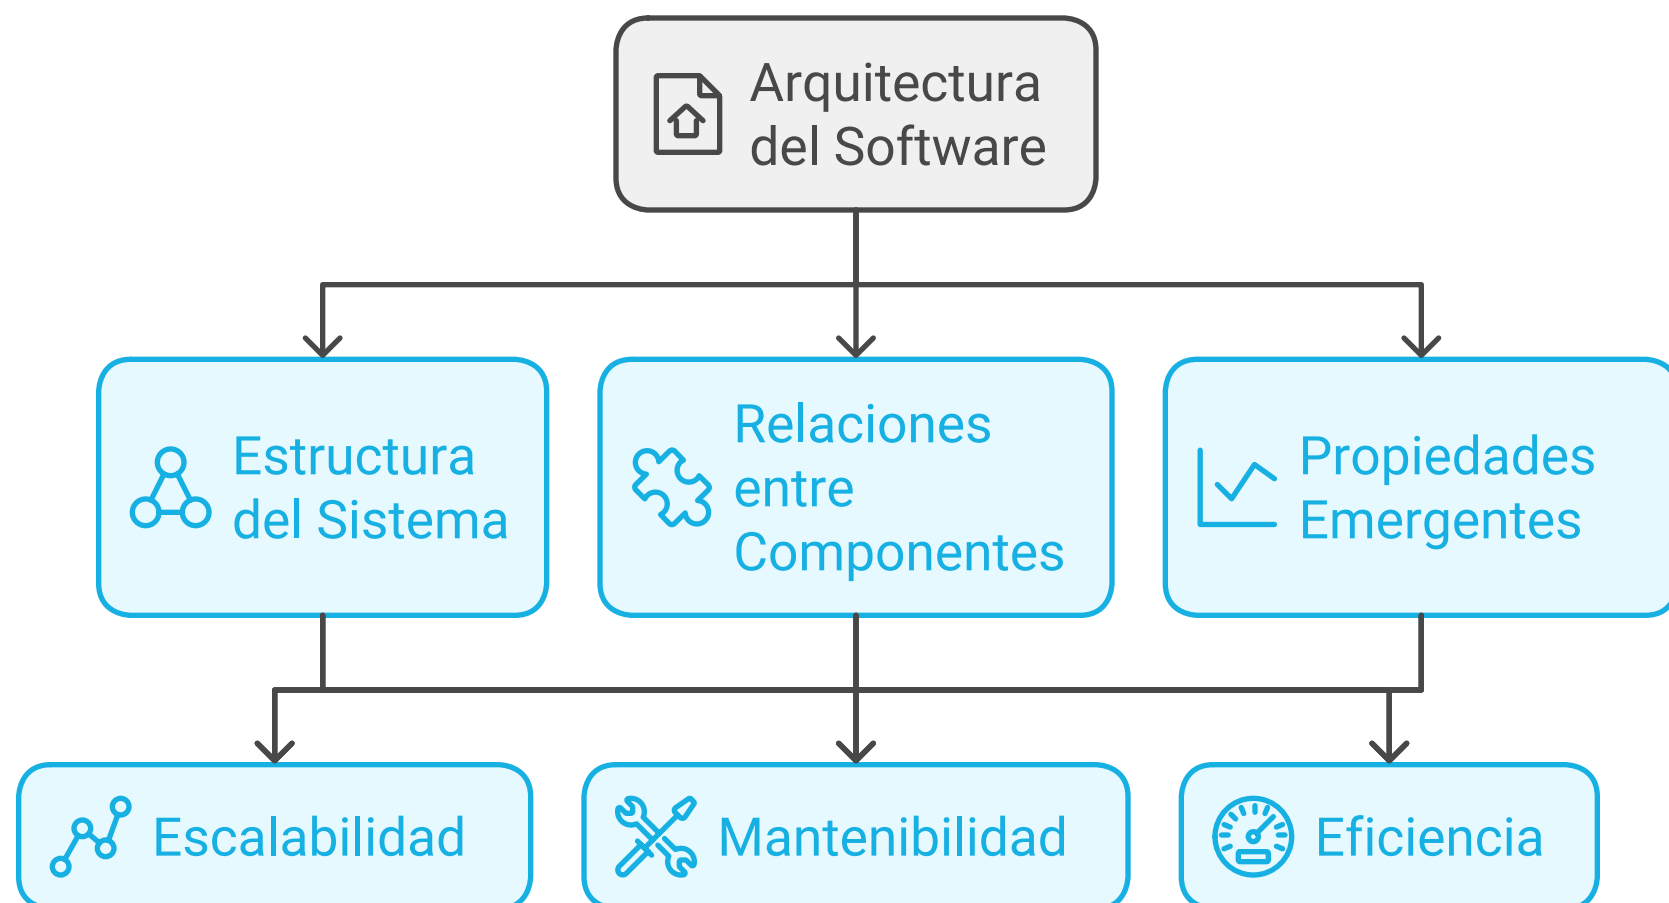 Arquitectura
del Software
Estructura
del Sistema
Relaciones
entre
Componentes
Propiedades
Emergentes
Escalabilidad
Mantenibilidad
Eficiencia